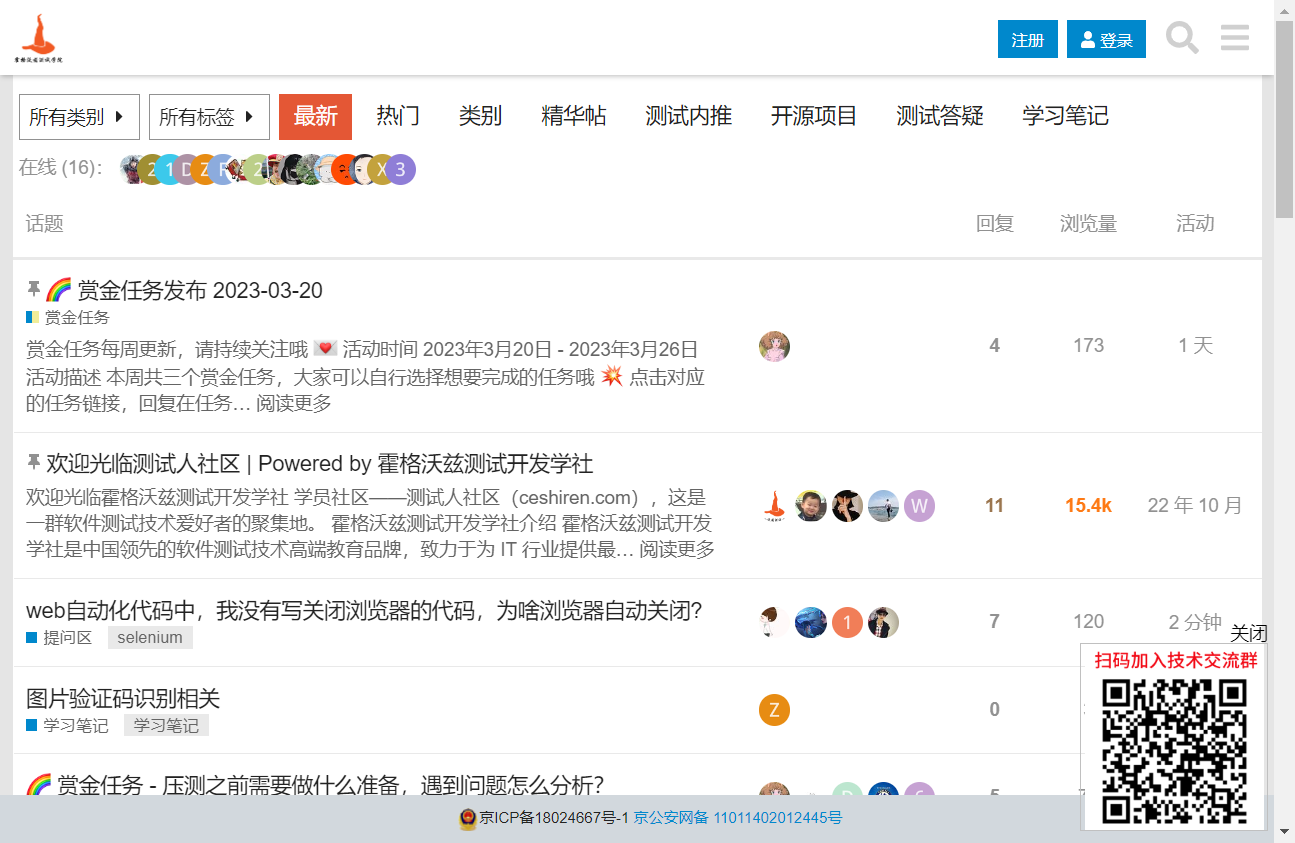 注册 登录
所有类别 所有标签 最新 热门 类别 精华帖 测试内推 开源项目 测试答疑 学习笔记
在线 (16)： 2 1 D Z F 2 X 3
话题 回复 浏览量 活动
赏金任务发布 2023-03-20
赏金任务
赏金任务每周更新，请持续关注哦 活动时间 2023年3月20日 - 2023年3月26日
活动描述 本周共三个赏金任务，大家可以自行选择想要完成的任务哦 点击对应
的任务链接，回复在任务… 阅读更多
4 173 1 天
欢迎光临测试人社区 | Powered by 霍格沃兹测试开发学社
欢迎光临霍格沃兹测试开发学社 学员社区——测试人社区（ceshiren.com），这是
一群软件测试技术爱好者的聚集地。 霍格沃兹测试开发学社介绍 霍格沃兹测试开发
学社是中国领先的软件测试技术高端教育品牌，致力于为 IT 行业提供最… 阅读更多
W 11 15.4k 22 年 10 月
web自动化代码中，我没有写关闭浏览器的代码，为啥浏览器自动关闭？
提问区 selenium
1 7 120 2 分钟
关闭
扫码加入技术交流群
图片验证码识别相关
学习笔记 学习笔记
Z 0
赏金任务 - 压测之前需要做什么准备，遇到问题怎么分析？
5
京ICP备18024667号-1 京公安网备 11011402012445号